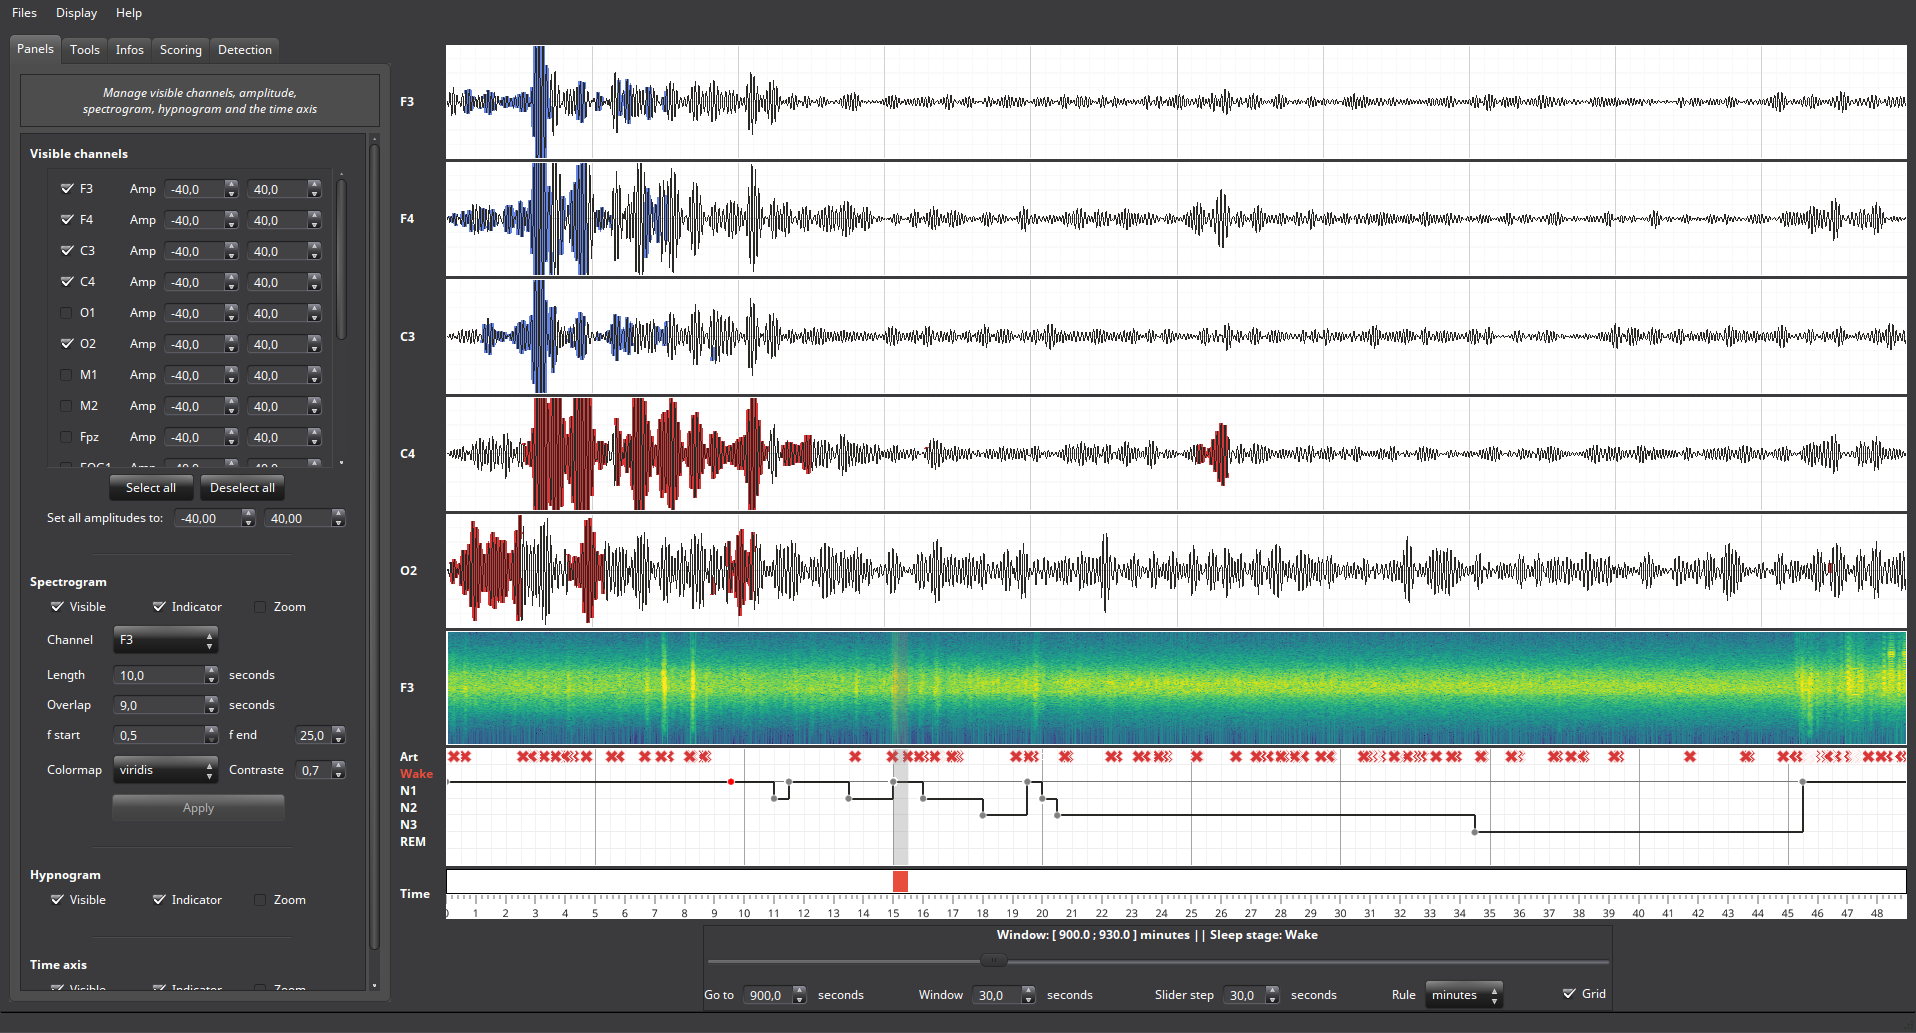 Files Display Help
Panels Tools Infos Scoring Detection
Manage visible channels, amplitude,
spectrogram, hypnogram and the time axis
Visible channels
F3 Amp -40,0 40,0
F4 Amp -40,0 40,0
C3 Amp -40,0 40,0
C4 Amp -40,0 40,0
O1 Amp -40,0 40,0
O2 Amp -40,0 40,0
M1 Amp -40,0 40,0
M2 Amp -40,0 40,0
Fpz Amp -40,0 40,0
EOG1 Amp -40,0 40,0
Select all Deselect all
Set all amplitudes to: -40,00 40,00
Spectrogram
Visible Indicator Zoom
Channel F3
Length 10,0 seconds
Overlap 9,0 seconds
f start 0,5 f end 25,0
Colormap viridis Contraste 0,7
Apply
Hypnogram
Visible Indicator Zoom
Time axis
Visible Indicator Zoom
F3
F4
C3
C4
O2
F3
Art
Wake
N1
N2
N3
REM
Time
0 1 2 3 4 5 6 7 8 9 10 11 12 13 14 15 16 17 18 19 20 21 22 23 24 25 26 27 28 29 30 31 32 33 34 35 36 37 38 39 40 41 42 43 44 45 46 47 48
Window: [ 900.0 ; 930.0 ] minutes || Sleep stage: Wake
Go to 900,0 seconds Window 30,0 seconds Slider step 30,0 seconds Rule minutes Grid